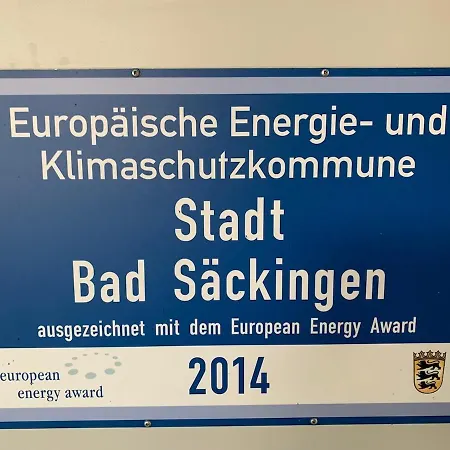 Europäische Energie- und
Klimaschutzkommune
Stadt
Bad Säckingen
ausgezeichnet mit dem European Energy Award
european
energy award
2014